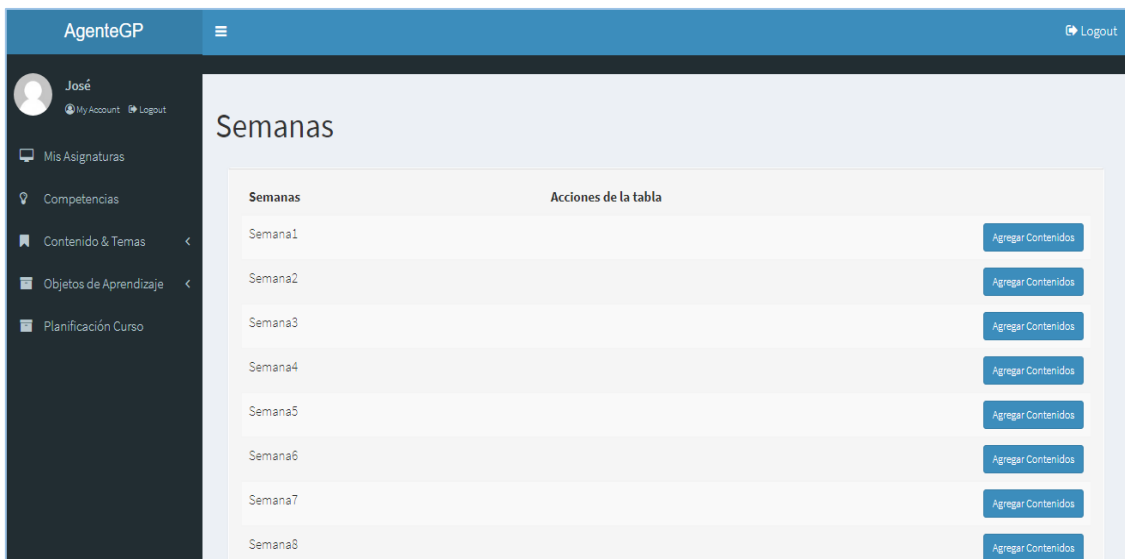 AgenteGP
Logout
José
My Account Logout
Mis Asignaturas
Competencias
Contenido & Temas
Objetos de Aprendizaje
Planificación Curso
Semanas
Semanas Acciones de la tabla
Semana1 Agregar Contenidos
Semana2 Agregar Contenidos
Semana3 Agregar Contenidos
Semana4 Agregar Contenidos
Semana5 Agregar Contenidos
Semana6 Agregar Contenidos
Semana7 Agregar Contenidos
Semana8 Agregar Contenidos